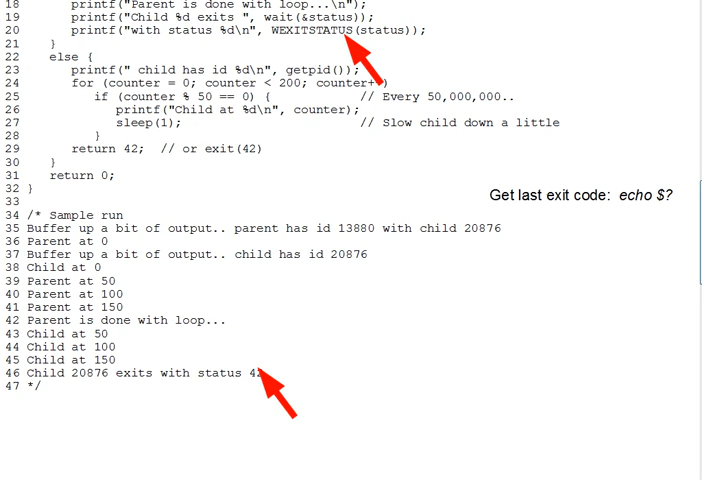 18 printf("Parent is done with loop...\n");
19 printf("Child %d exits ", wait(&status));
20 printf("with status %d\n", WEXITSTATUS(status));
21 }
22 else {
23 printf(" child has id %d\n", getpid());
24 for (counter = 0; counter < 200; counter+ )
25 if (counter % 50 == 0) { // Every 50,000,000..
26 printf("Child at %d\n", counter);
27 sleep(1); // Slow child down a little
28 }
29 return 42; // or exit(42)
30 }
31 return 0;
32 }
Get last exit code: echo $?
33
34 /* Sample run
35 Buffer up a bit of output.. parent has id 13880 with child 20876
36 Parent at 0
37 Buffer up a bit of output.. child has id 20876
38 Child at 0
39 Parent at 50
40 Parent at 100
41 Parent at 150
42 Parent is done with loop...
43 Child at 50
44 Child at 100
45 Child at 150
46 Child 20876 exits with status 42
47 */